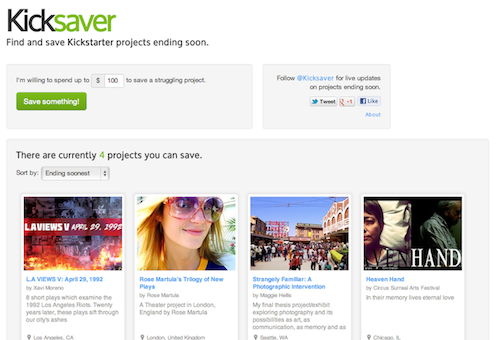 Kicksaver
Find and save Kickstarter projects ending soon.
I'm willing to spend up to $ 100 to save a struggling project.
Save something!
Follow @Kicksaver for live updates
on projects ending soon.
Tweet +1 Like
About
There are currently 4 projects you can save.
Sort by: Ending soonest
LA VIEWS V APRIL 29, 1992
EVEN HAND
L.A VIEWS V: April 29, 1992
by Xavi Moreno
8 short plays which examine the
1992 Los Angeles Riots. Twenty
years later, these plays sift through
our city's ashes
Los Angeles, CA
Rose Martula's Trilogy of New
Plays
by Rose Martula
A Theater project in London,
England by Rose Martula
London, United Kingdom
Strangely Familiar: A
Photographic Intervention
by Maggie Hellis
My final thesis project/exhibit
exploring photography and its
possibilities as art, as
communication, as memory and as
Seattle, WA
Heaven Hand
by Circus Surreal Arts Festival
In their memory lives eternal love
Chicago, IL